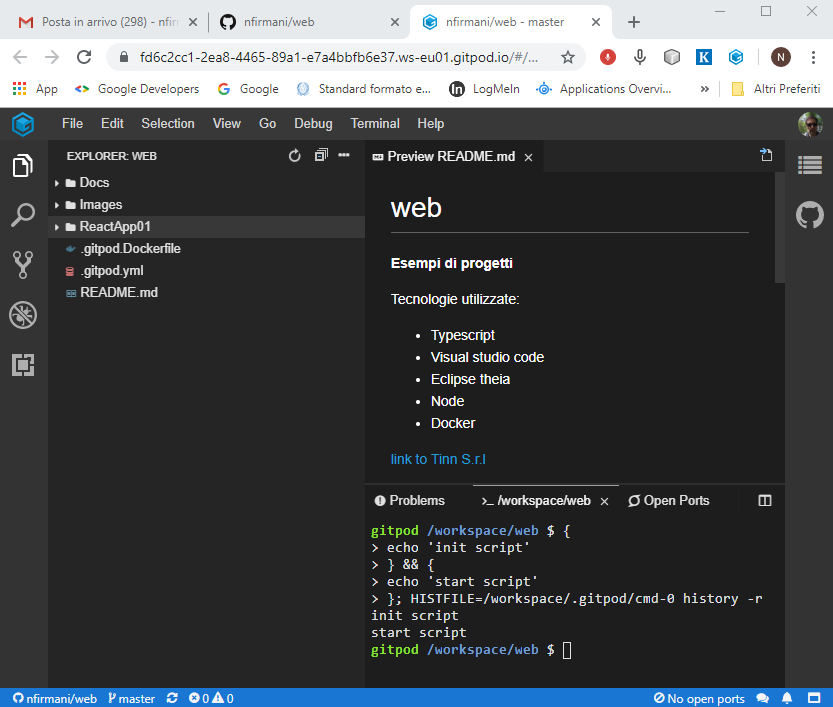 Posta in arrivo (298) - nfirm
nfirmani/web
nfirmani/web - master
fd6c2cc1-2ea8-4465-89a1-e7a4bbfb6e37.ws-eu01.gitpod.io/#/...
K
N
App
Google Developers
Google
Standard formato e...
In
LogMeIn
Applications Overvi...
»
Altri Preferiti
File Edit Selection View Go Debug Terminal Help
EXPLORER: WEB
Docs
Images
ReactApp01
.gitpod.Dockerfile
.gitpod.yml
README.md
Preview README.md
web
Esempi di progetti
Tecnologie utilizzate:
• Typescript
• Visual studio code
• Eclipse theia
• Node
• Docker
link to Tinn S.r.l
Problems
>_ /workspace/web
Open Ports
gitpod /workspace/web $ {
> echo 'init script'
> } && {
> echo 'start script'
> }; HISTFILE=/workspace/.gitpod/cmd-0 history -r
init script
start script
gitpod /workspace/web $
nfirmani/web master 0 0 No open ports